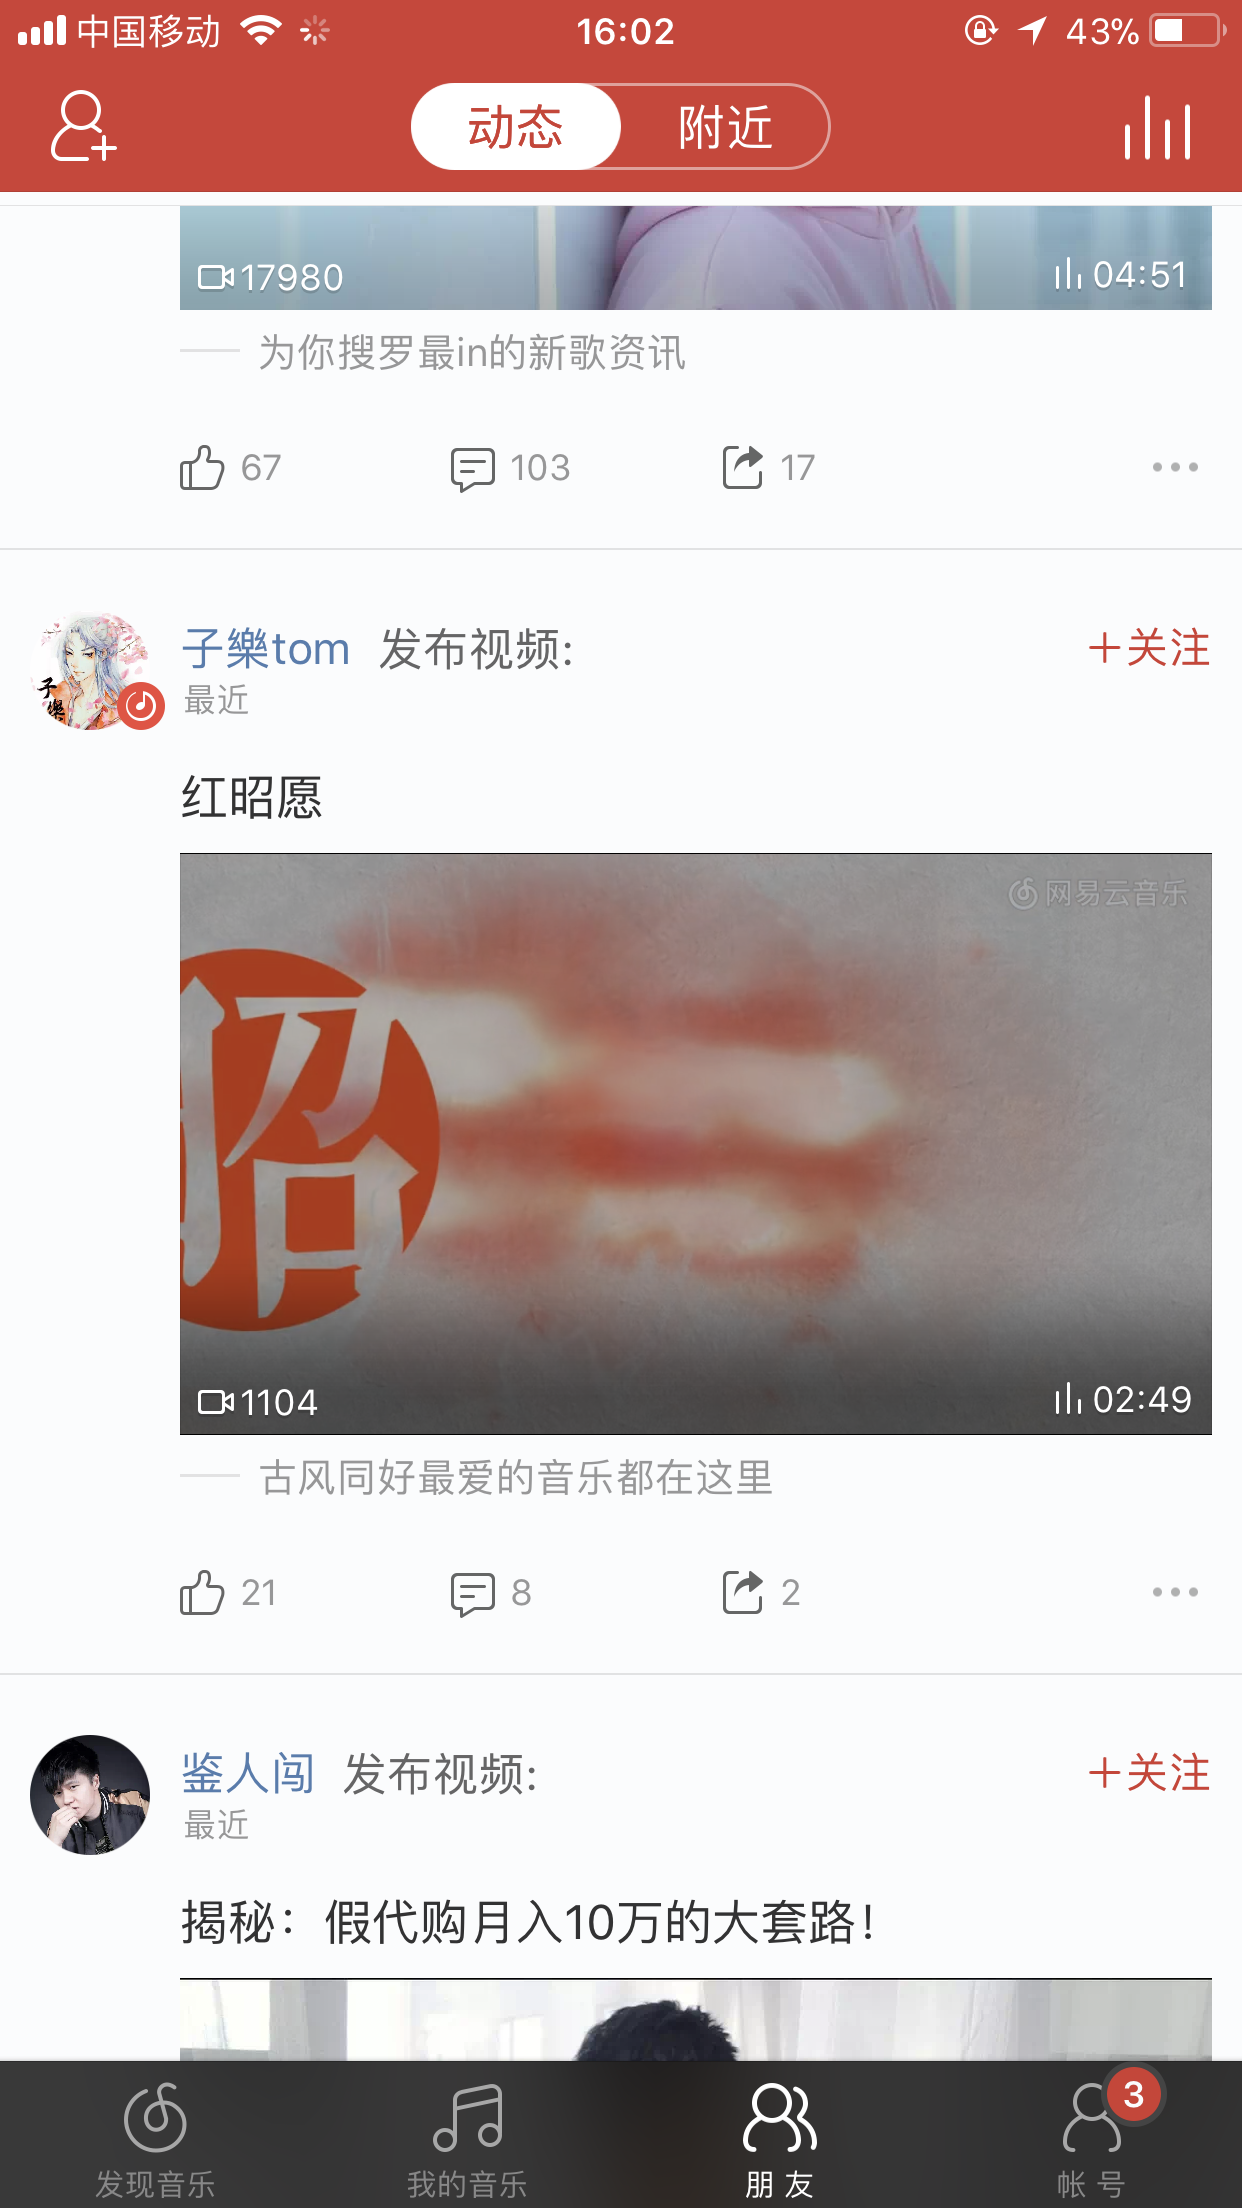 中国移动 16:02 43%
动态 附近
17980 04:51
为你搜罗最in的新歌资讯
67 103 17
子樂tom 发布视频: ＋关注
最近
子樂
红昭愿
网易云音乐
昭
1104 02:49
古风同好最爱的音乐都在这里
21 8 2
鉴人闯 发布视频: ＋关注
最近
揭秘：假代购月入10万的大套路！
3
发现音乐 我的音乐 朋友 帐号